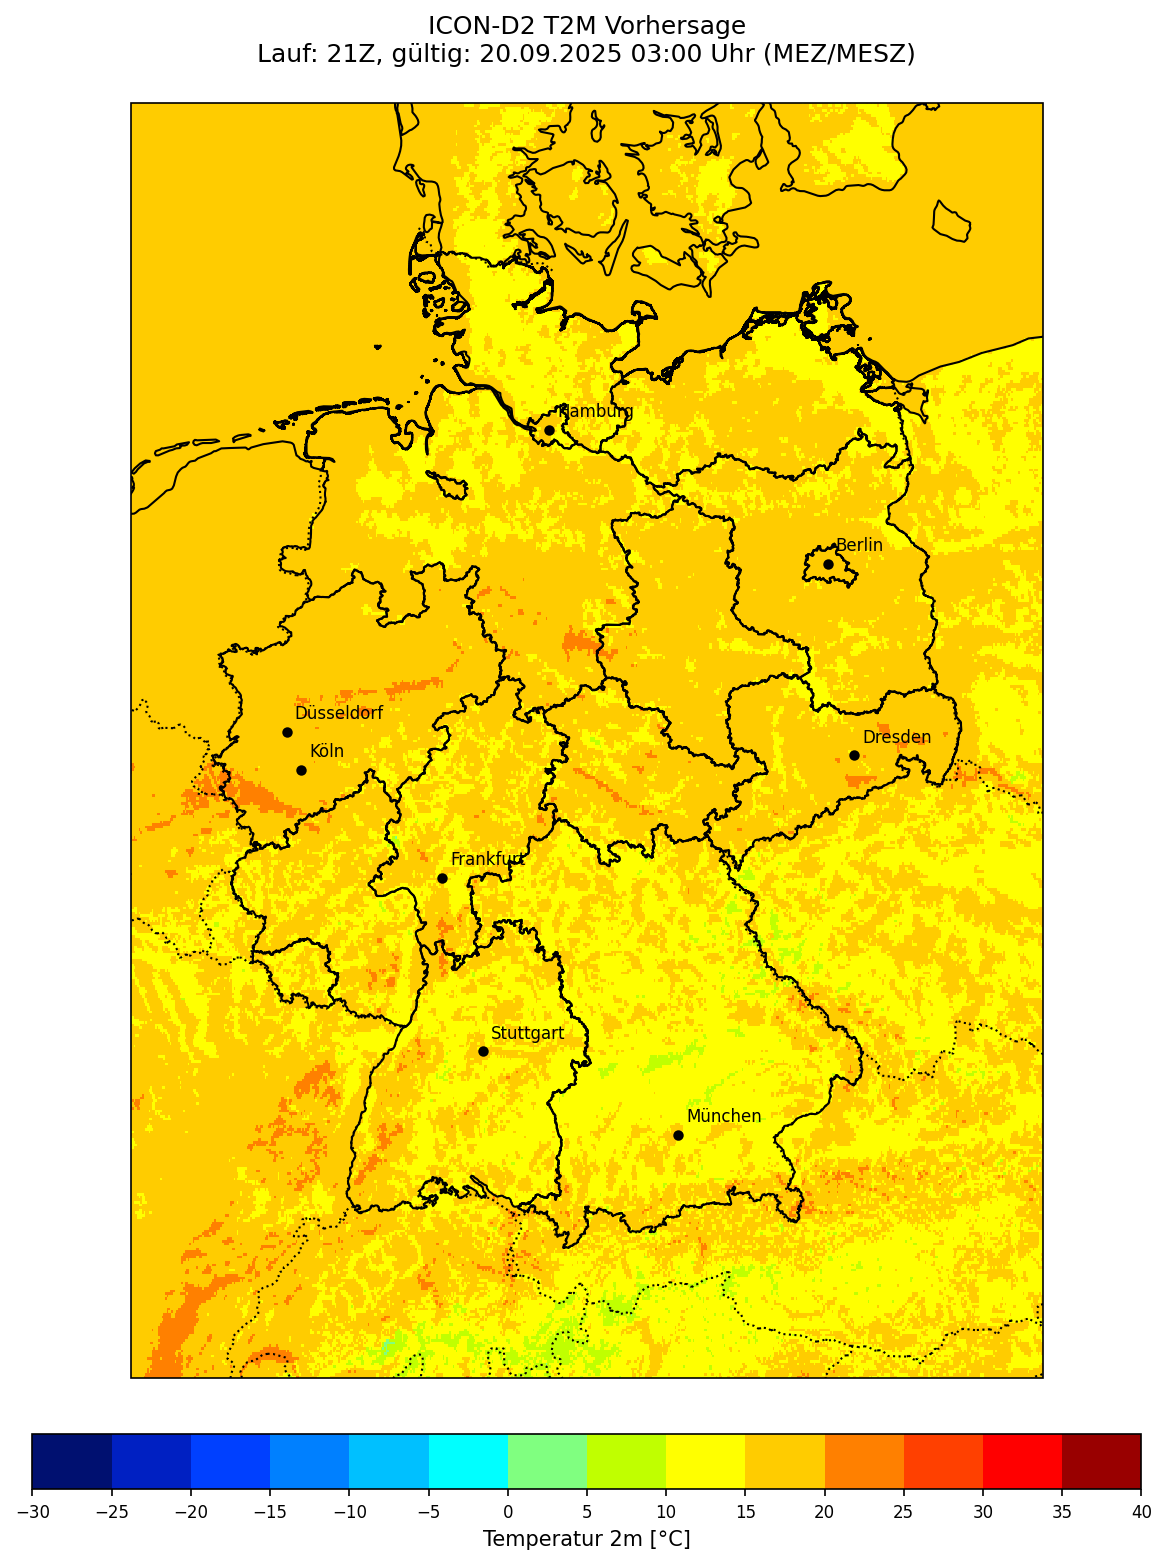 ICON-D2 T2M Vorhersage
Lauf: 21Z, gültig: 20.09.2025 03:00 Uhr (MEZ/MESZ)
Hamburg
Berlin
Düsseldorf
Dresden
Köln
Frankfurt
Stuttgart
München
−30 −25 −20 −15 −10 −5 0 5 10 15 20 25 30 35 40
Temperatur 2m [°C]